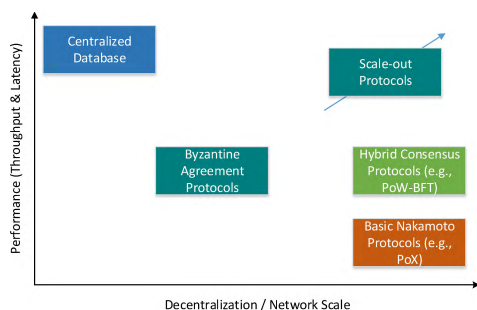 Performance (Throughput & Latency)
Centralized
Database
Scale-out
Protocols
Byzantine
Agreement
Protocols
Hybrid Consensus
Protocols (e.g.,
PoW-BFT)
Basic Nakamoto
Protocols (e.g.,
PoX)
Decentralization / Network Scale